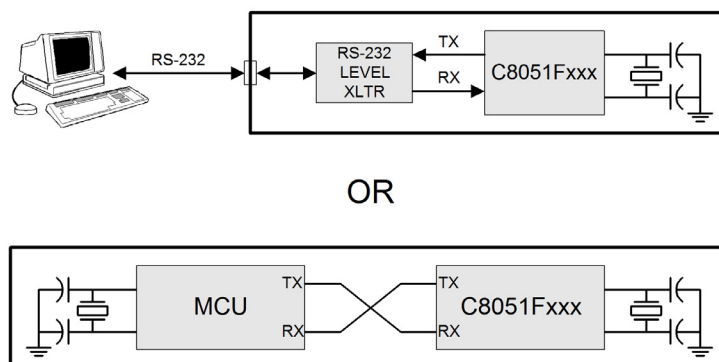 RS-232
RS-232
LEVEL
XLTR
TX
RX
C8051Fxxx
OR
MCU
TX
RX
TX
RX
C8051Fxxx